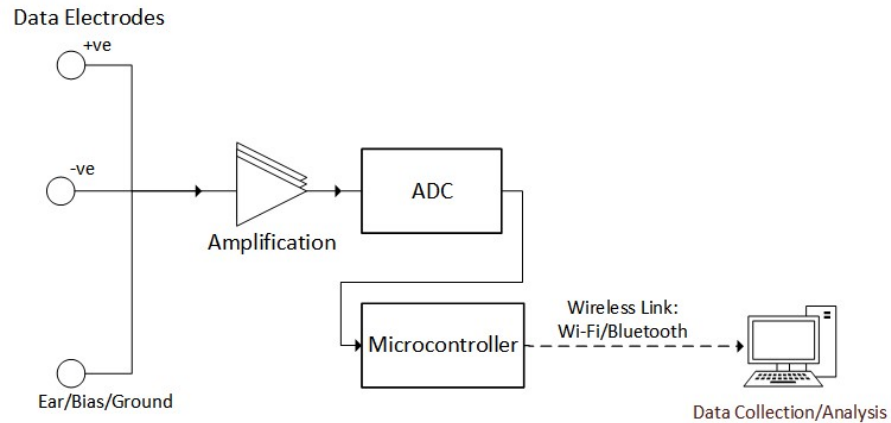 Data Electrodes
+ve
-ve
Ear/Bias/Ground
Amplification
ADC
Microcontroller
Wireless Link:
Wi-Fi/Bluetooth
Data Collection/Analysis